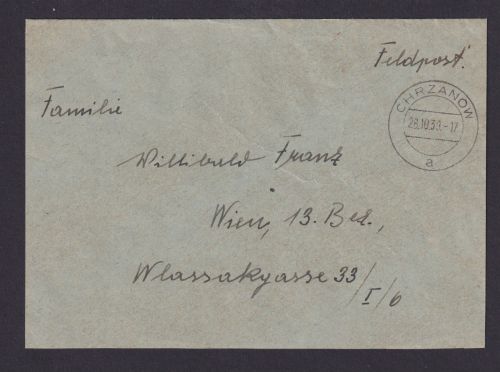 Feldpost!
CHRZANOW
28.10.39.-17
a
Familie
Willibald Franz
Wien, 13. Bez.,
Wlassakgasse 33/I/6